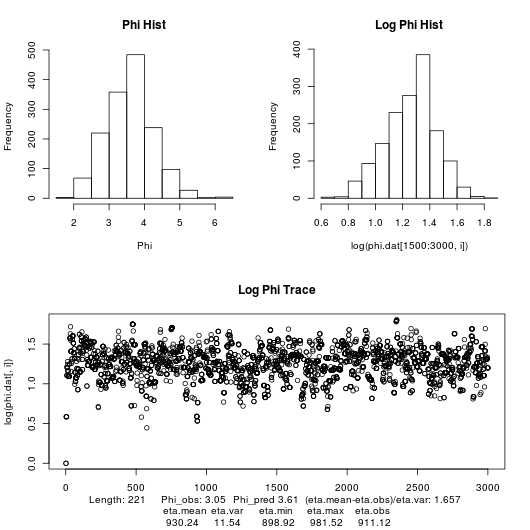 Phi Hist
Log Phi Hist
Frequency
0 100 200 300 400 500
2 3 4 5 6
Phi
Frequency
0 100 200 300 400
0.6 0.8 1.0 1.2 1.4 1.6 1.8
log(phi.dat[1500:3000, i])
Log Phi Trace
log(phi.dat[, i])
0.0 0.5 1.0 1.5
0 500 1000 1500 2000 2500 3000
Length: 221 Phi_obs: 3.05 Phi_pred 3.61 (eta.mean-eta.obs)/eta.var: 1.657
eta.mean eta.var eta.min eta.max eta.obs
930.24 11.54 898.92 981.52 911.12